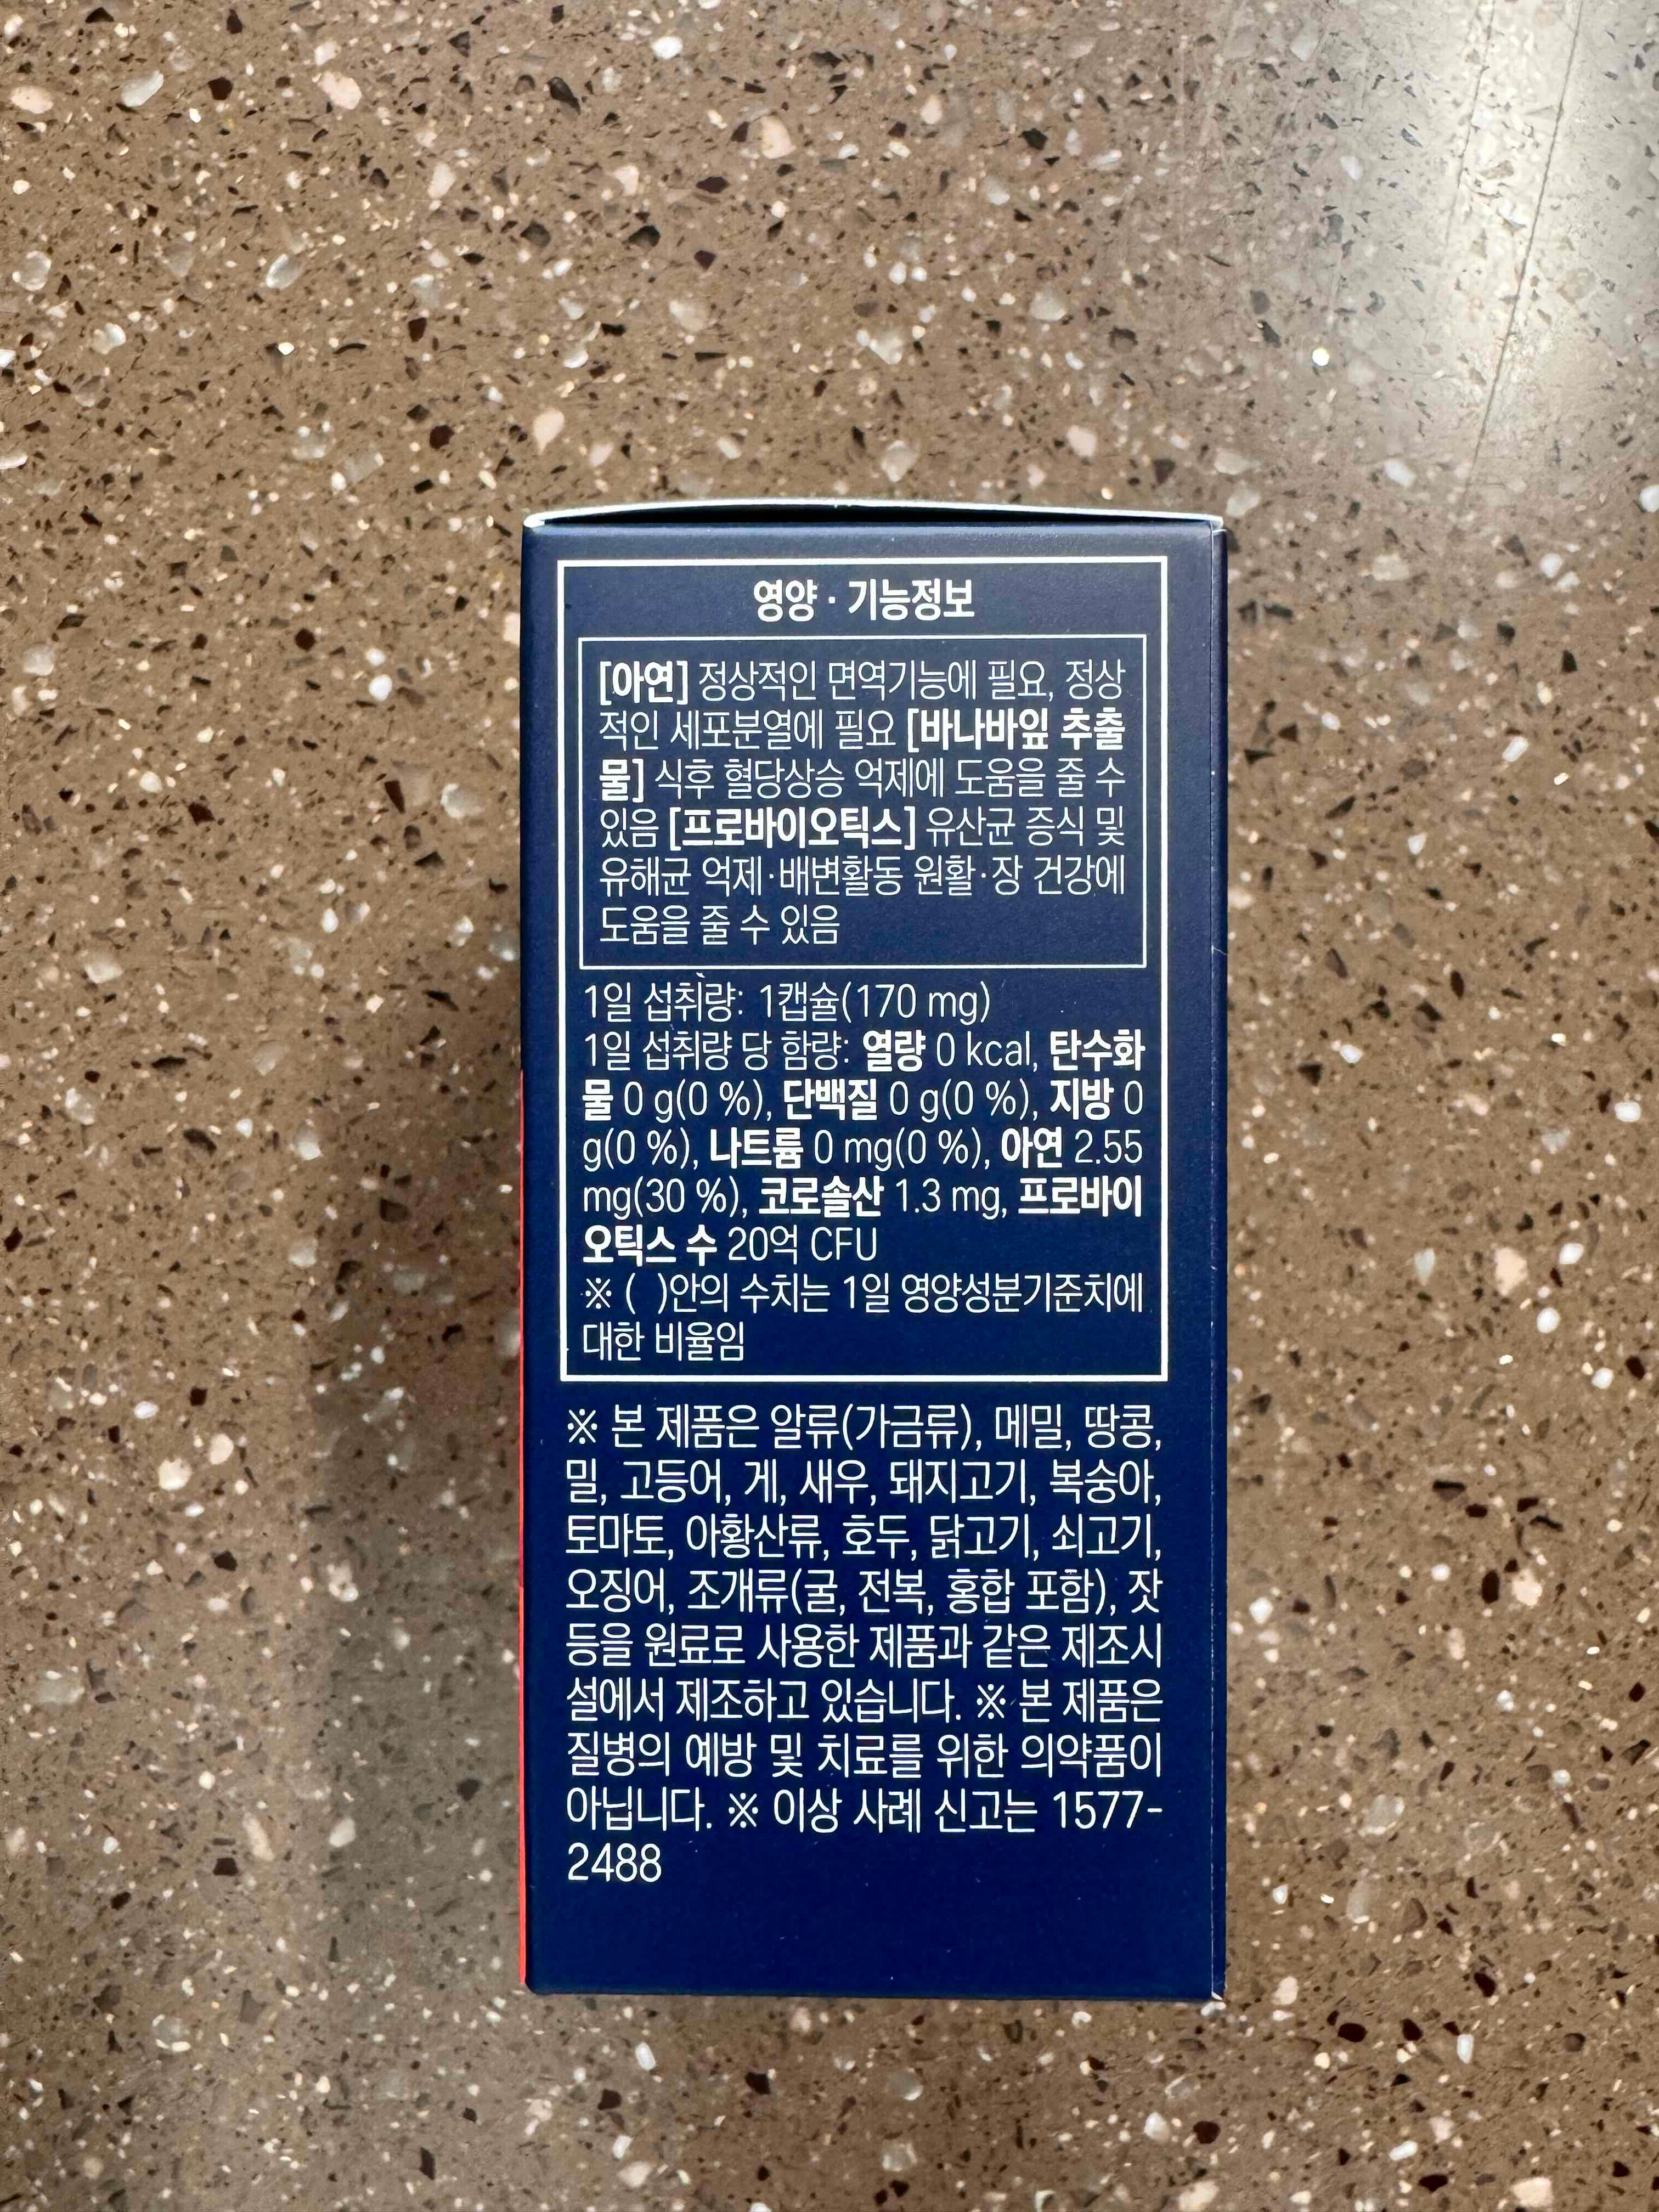 영양·기능정보
[아연] 정상적인 면역기능에 필요, 정상
적인 세포분열에 필요 [바나바잎 추출
물] 식후 혈당상승 억제에 도움을 줄 수
있음 [프로바이오틱스] 유산균 증식 및
유해균 억제·배변활동 원활·장 건강에
도움을 줄 수 있음
1일 섭취량: 1캡슐(170 mg)
1일 섭취량 당 함량: 열량 0 kcal, 탄수화
물 0 g(0 %), 단백질 0 g(0 %), 지방 0
g(0 %), 나트륨 0 mg(0 %), 아연 2.55
mg(30 %), 코로솔산 1.3 mg, 프로바이
오틱스 수 20억 CFU
※ ( )안의 수치는 1일 영양성분기준치에
대한 비율임
※ 본 제품은 알류(가금류), 메밀, 땅콩,
밀, 고등어, 게, 새우, 돼지고기, 복숭아,
토마토, 아황산류, 호두, 닭고기, 쇠고기,
오징어, 조개류(굴, 전복, 홍합 포함), 잣
등을 원료로 사용한 제품과 같은 제조시
설에서 제조하고 있습니다. ※ 본 제품은
질병의 예방 및 치료를 위한 의약품이
아닙니다. ※ 이상 사례 신고는 1577-
2488